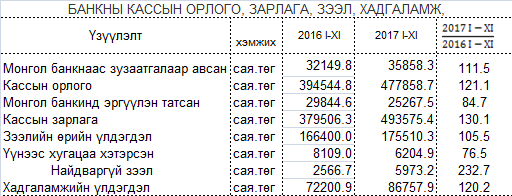 БАНКНЫ КАССЫН ОРЛОГО, ЗАРЛАГА, ЗЭЭЛ, ХАДГАЛАМЖ,
Үзүүлэлт хэмжих 2016 I-XI 2017 I-XI 2017 I – XI / 2016 I – XI
Монгол банкнаас зузаатгалаар авсан сая.төг 32149.8 35858.3 111.5
Кассын орлого сая.төг 394544.8 477858.7 121.1
Монгол банкинд эргүүлэн татсан сая.төг 29844.6 25267.5 84.7
Кассын зарлага сая.төг 379506.3 493575.4 130.1
Зээлийн өрийн үлдэгдэл сая.төг 166400.0 175510.3 105.5
Үүнээс хугацаа хэтэрсэн сая.төг 8109.0 6204.9 76.5
Найдваргүй зээл сая.төг 2566.7 5973.2 232.7
Хадгаламжийн үлдэгдэл сая.төг 72200.9 86757.9 120.2